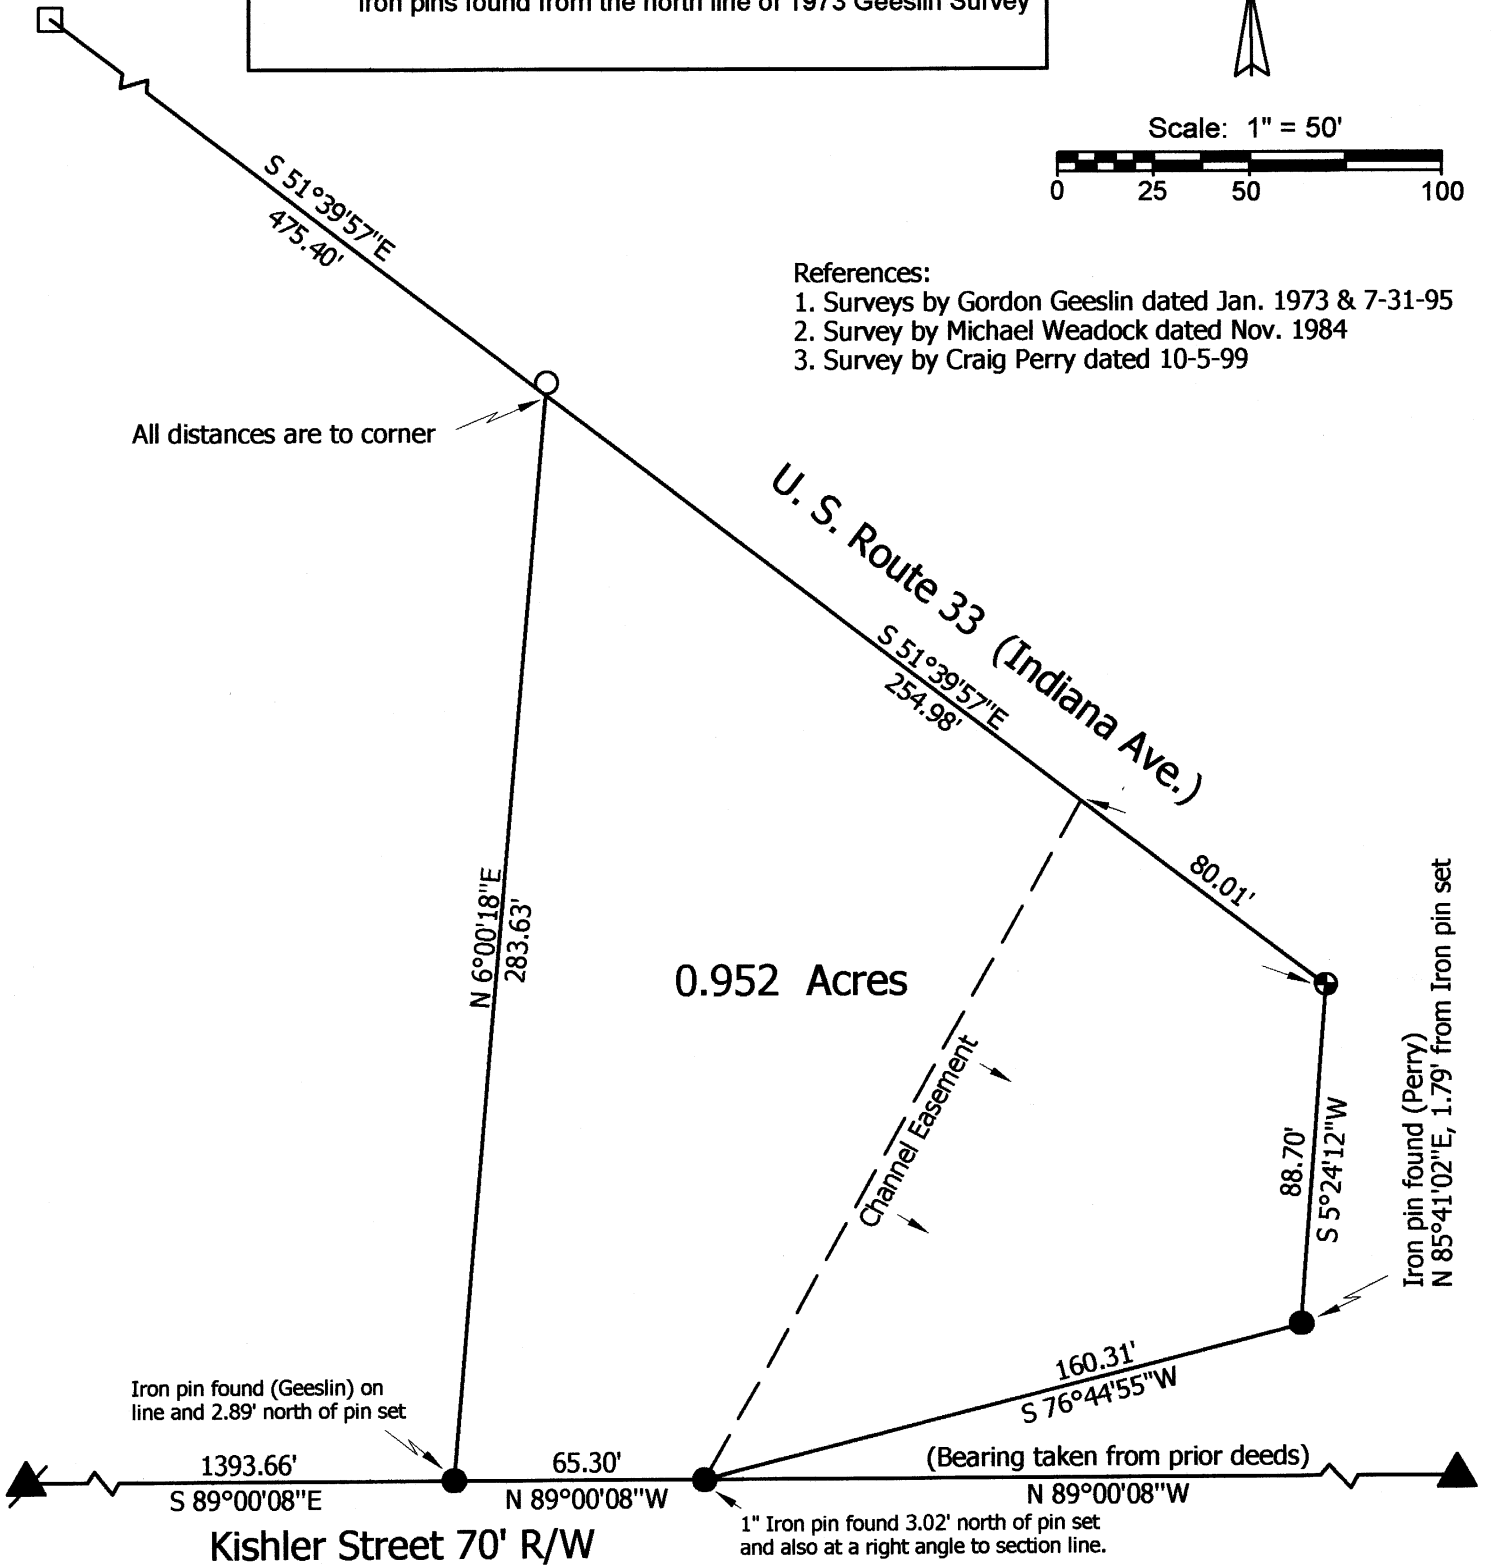 Iron pins found from the north line of 1973 Geeslin Survey
Scale: 1" = 50'
0 25 50 100
S 51°39'57"E
475.40'
References:
1. Surveys by Gordon Geeslin dated Jan. 1973 & 7-31-95
2. Survey by Michael Weadock dated Nov. 1984
3. Survey by Craig Perry dated 10-5-99
All distances are to corner
U. S. Route 33 (Indiana Ave.)
S 51°39'57"E
254.98'
80.01'
N 6°00'18"E
283.63'
0.952 Acres
Channel Easement
88.70'
S 5°24'12"W
Iron pin found (Perry)
N 85°41'02"E, 1.79' from Iron pin set
160.31'
S 76°44'55"W
Iron pin found (Geeslin) on
line and 2.89' north of pin set
1393.66'
S 89°00'08"E
65.30'
N 89°00'08"W
(Bearing taken from prior deeds)
N 89°00'08"W
1" Iron pin found 3.02' north of pin set
and also at a right angle to section line.
Kishler Street 70' R/W